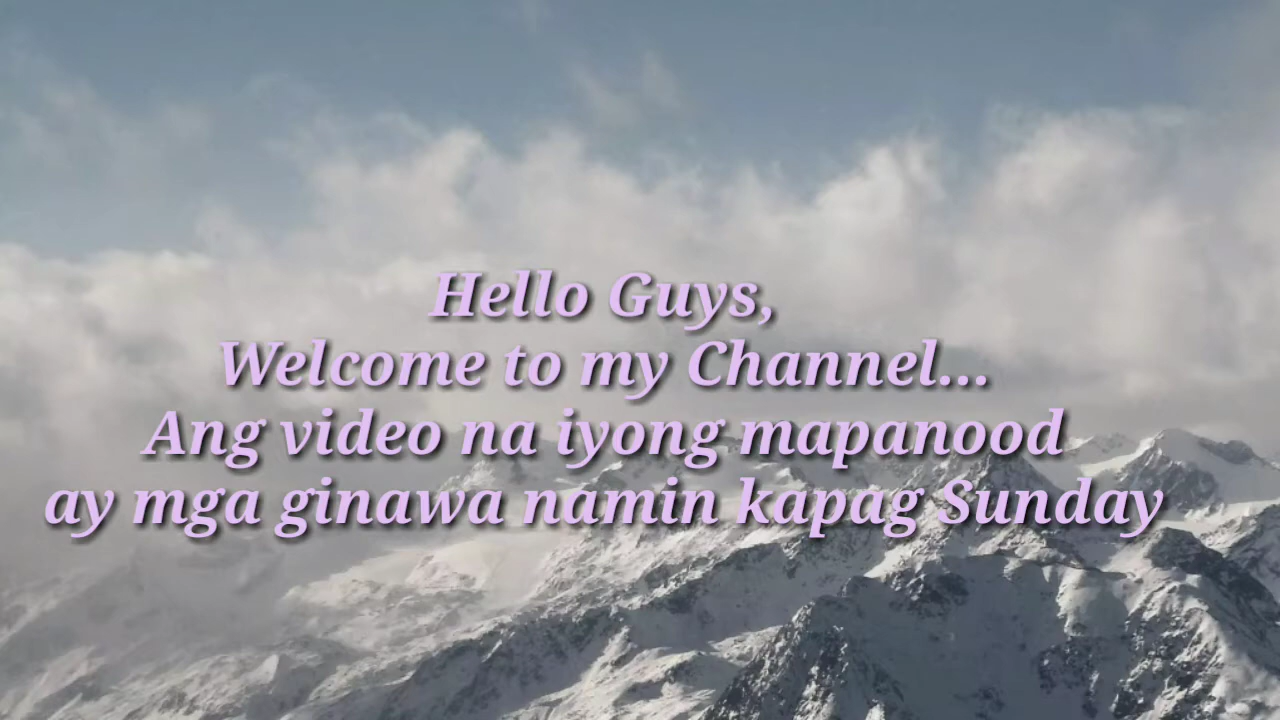 Hello Guys,
Welcome to my Channel...
Ang video na iyong mapanood
ay mga ginawa namin kapag Sunday